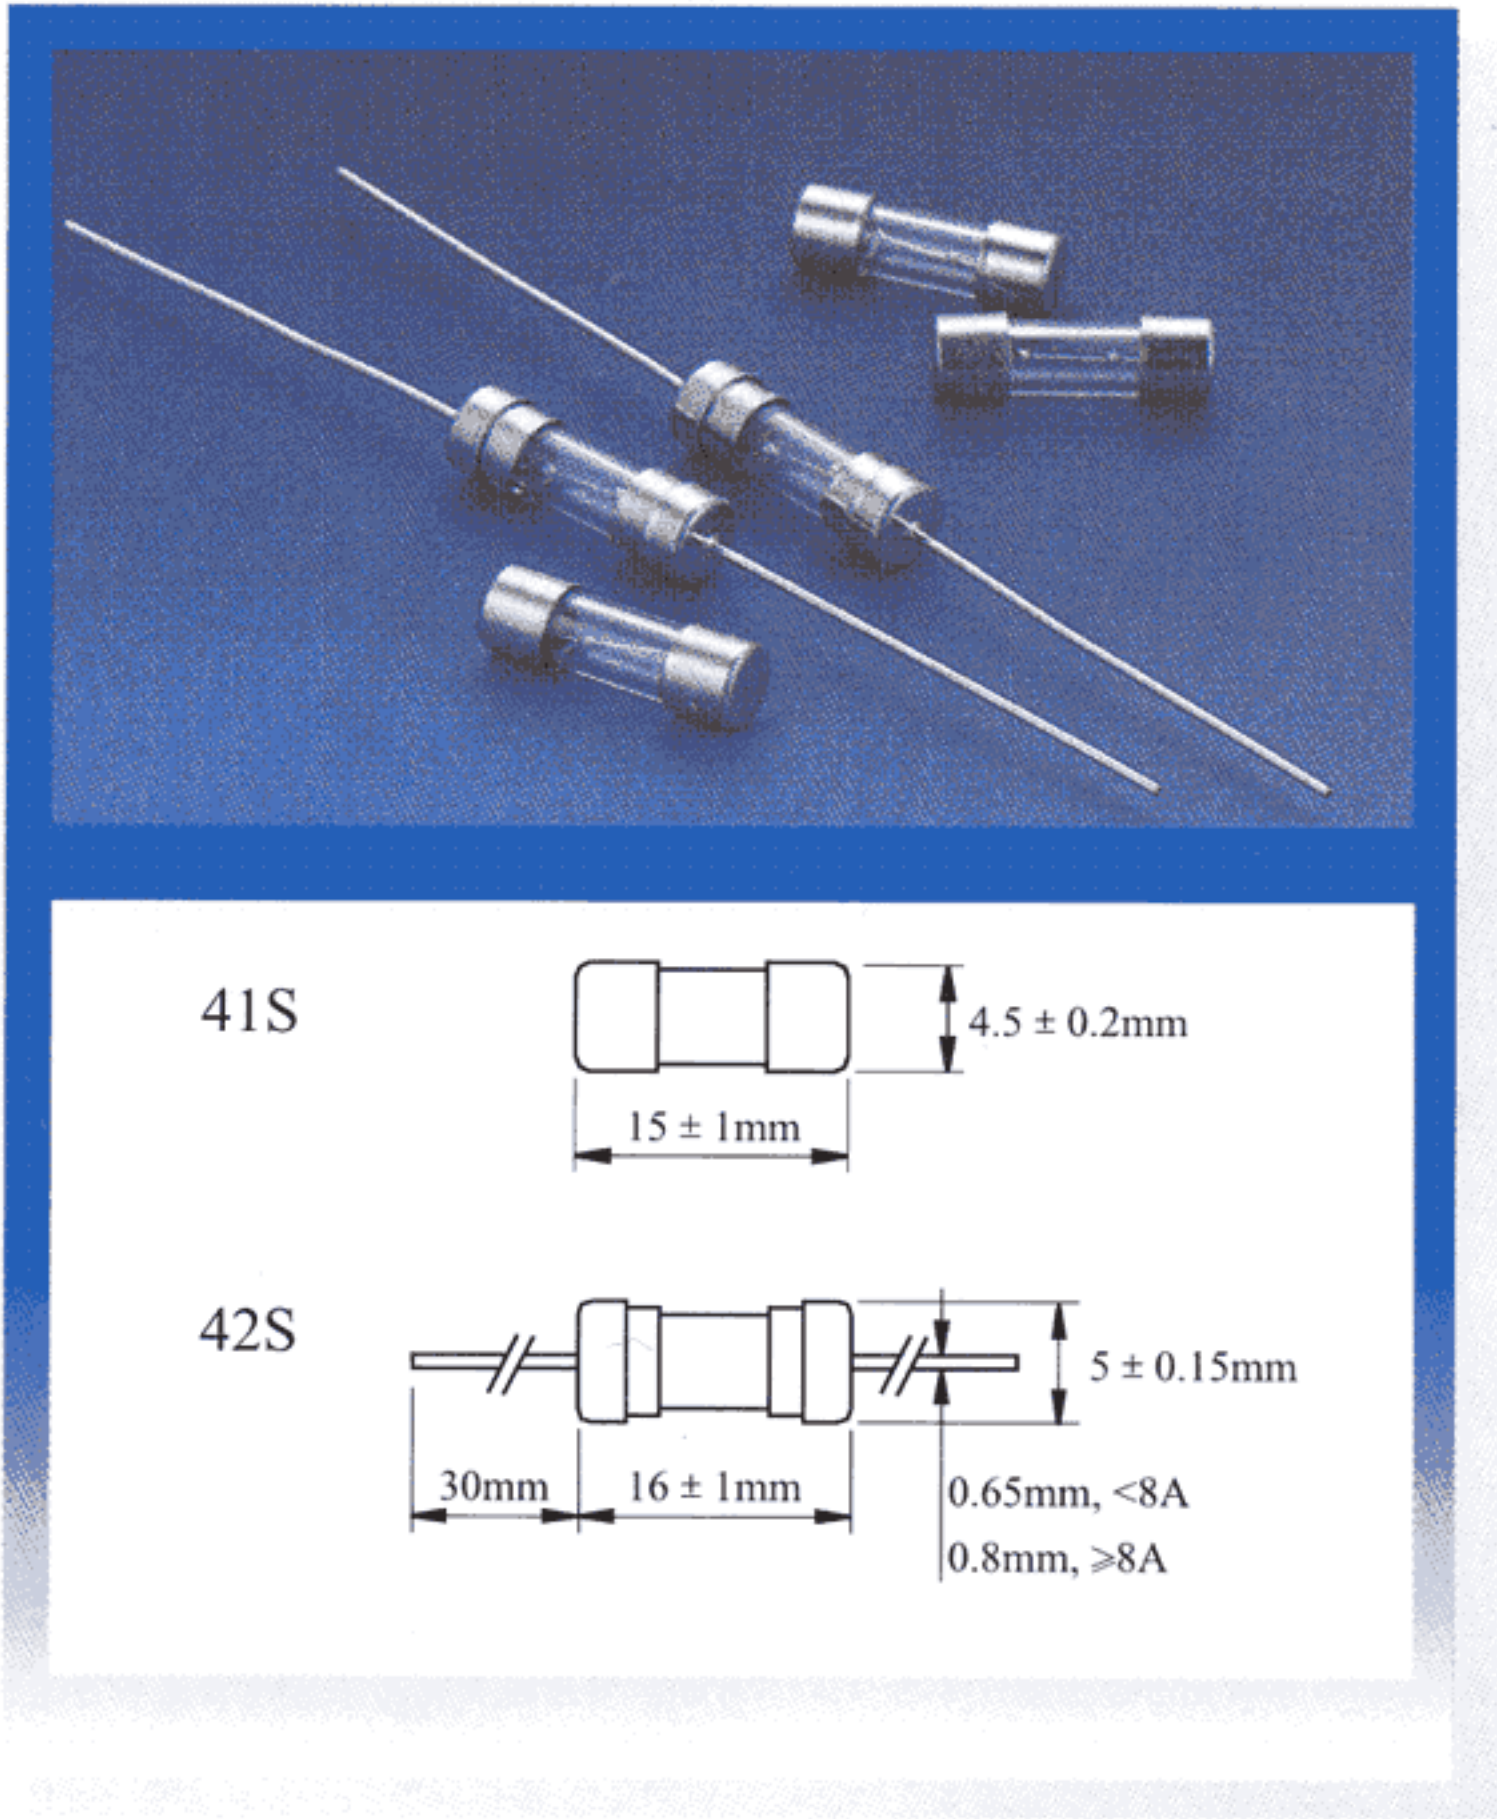 41S
4.5 ± 0.2mm
15 ± 1mm
42S
5 ± 0.15mm
30mm
16 ± 1mm
0.65mm, <8A
0.8mm, ⩾8A